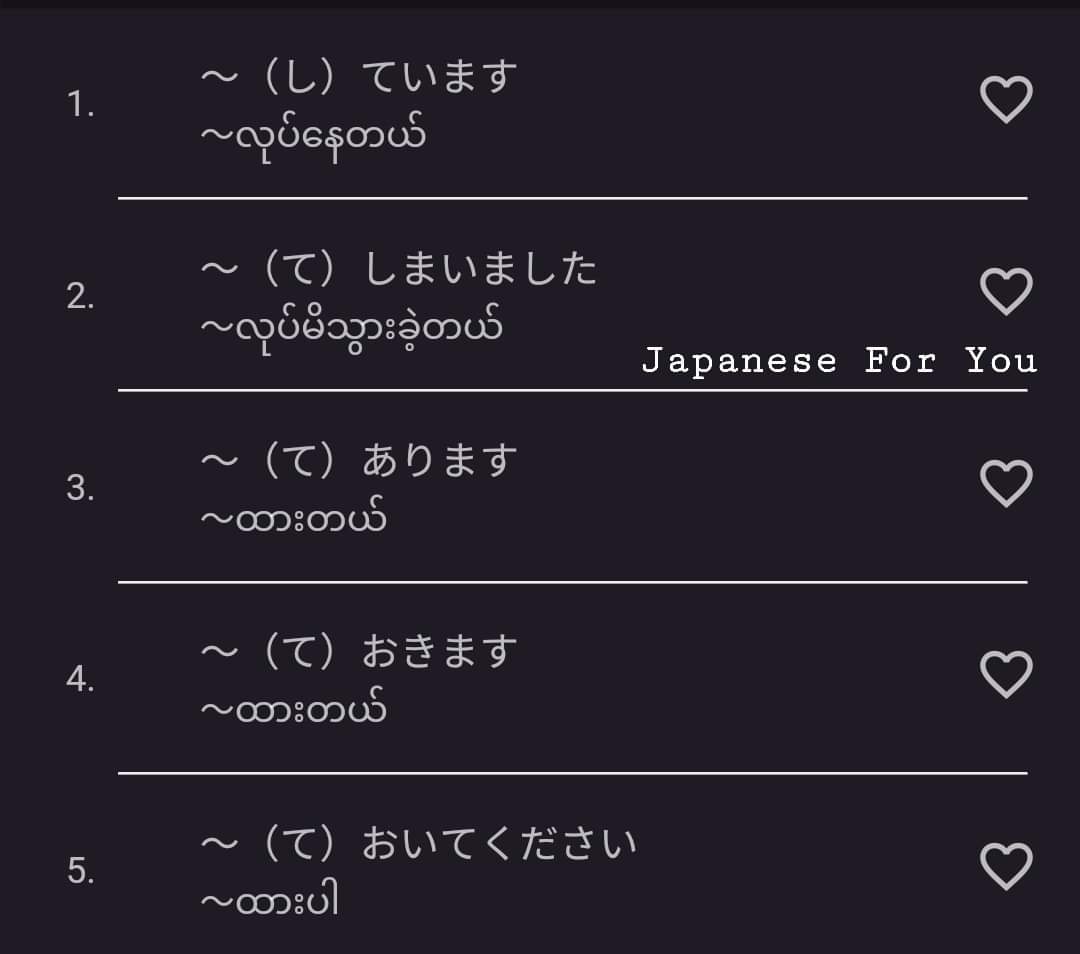 1.
～（し）ています
～လုပ်နေတယ်
2.
～（て）しまいました
～လုပ်မိသွားခဲ့တယ်
Japanese For You
3.
～（て）あります
～ထားတယ်
4.
～（て）おきます
～ထားတယ်
5.
～（て）おいてください
～ထားပါ